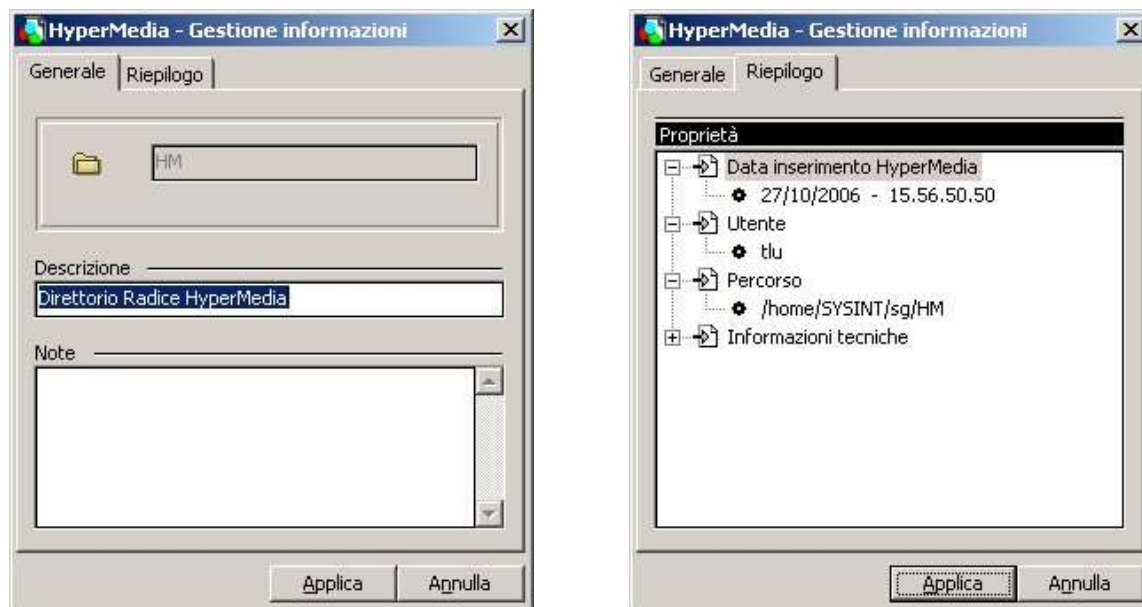 HyperMedia - Gestione informazioni
Generale
Riepilogo
HM
Descrizione
Direttorio Radice HyperMedia
Note
Applica
Annulla
HyperMedia - Gestione informazioni
Generale
Riepilogo
Proprietà
Data inserimento HyperMedia
27/10/2006 - 15.56.50.50
Utente
tlu
Percorso
/home/SYSINT/sg/HM
Informazioni tecniche
Applica
Annulla